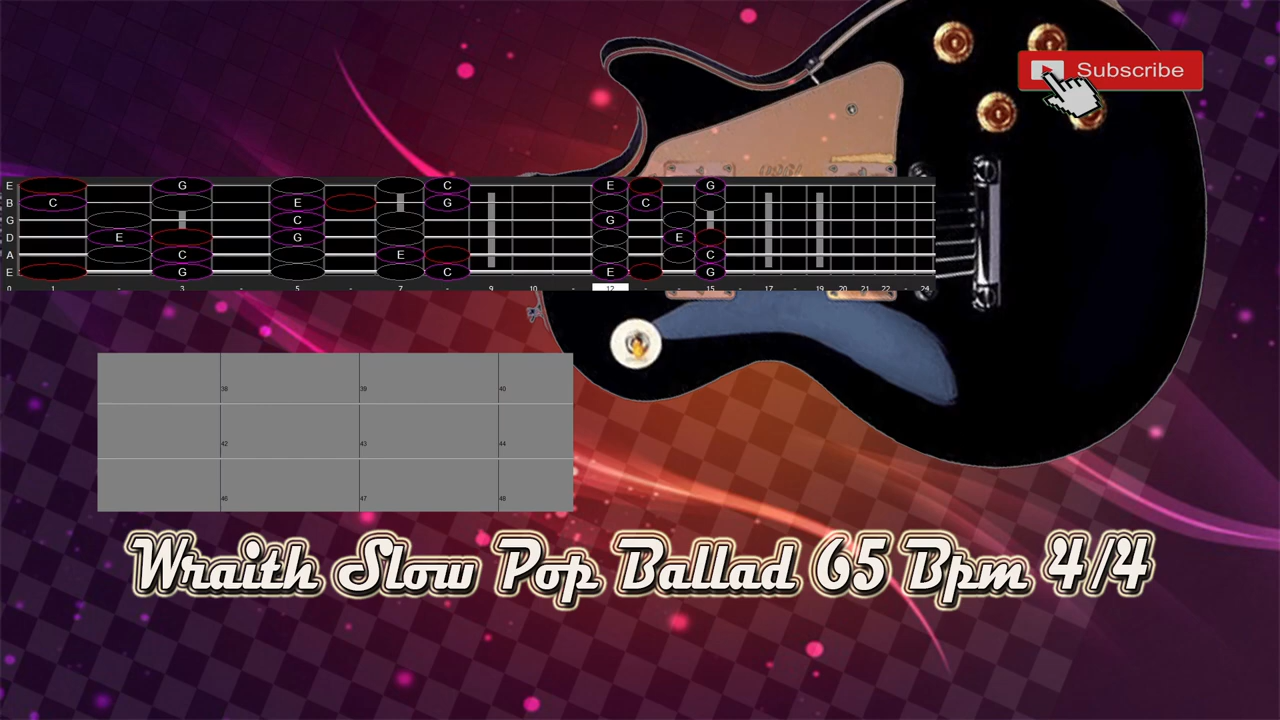 Subscribe
E G C E G
B C E G C
G C G
D E G E
A C E C
E G C E G
0 1 - 3 - 5 - 7 - 9 10 - 12 - - 15 - 17 - 19 20 21 22 - 24
38 39 40
42 43 44
46 47 48
Wraith Slow Pop Ballad 65 Bpm 4/4